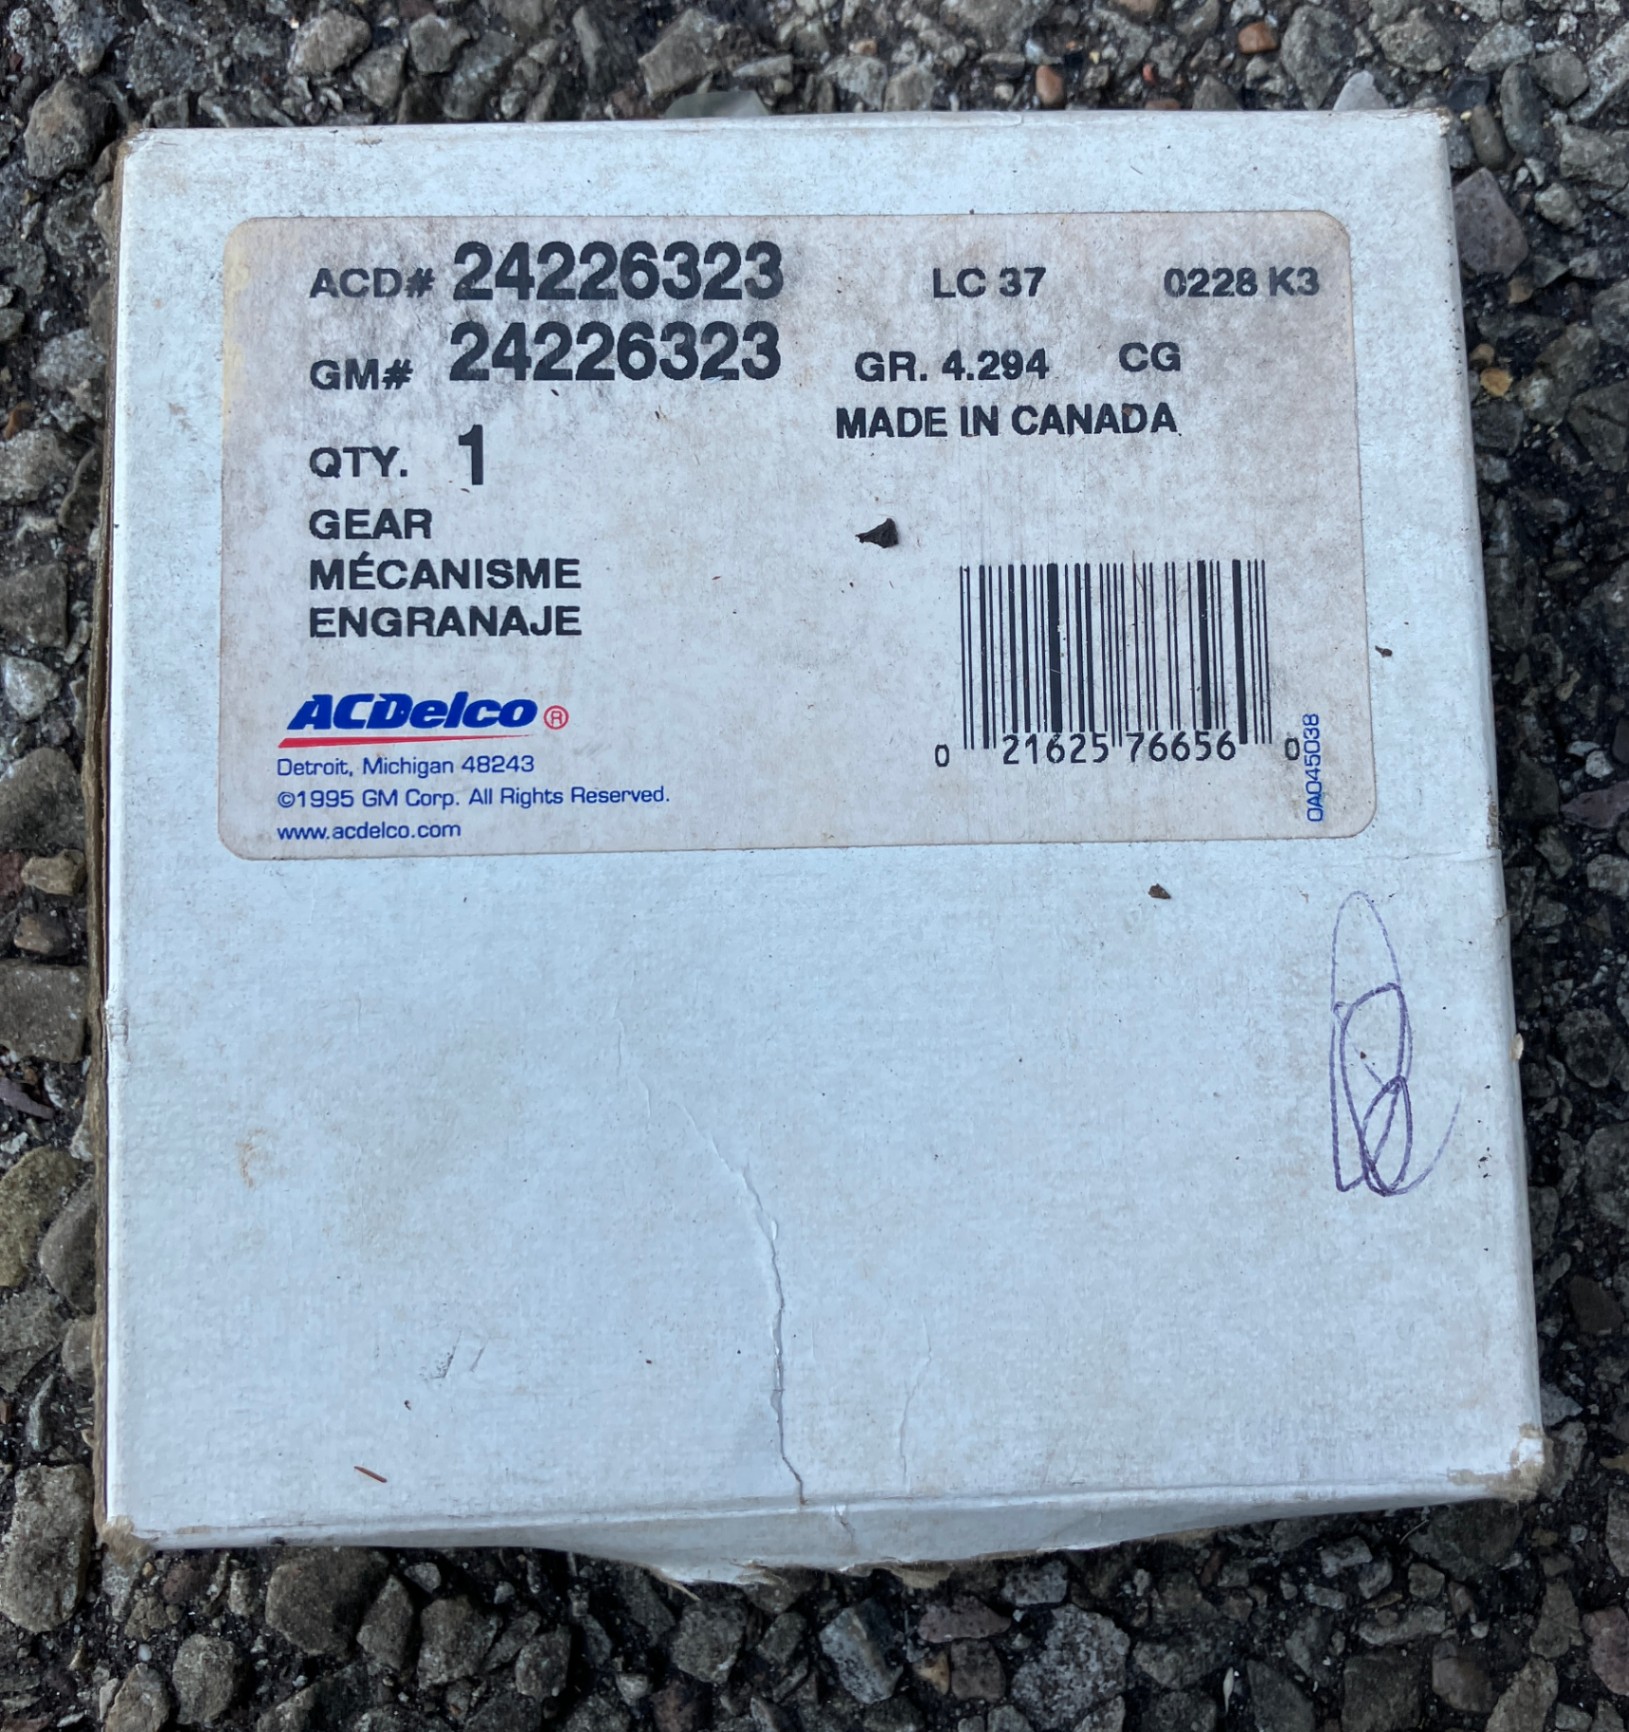 ACD# 24226323 LC 37 0228 K3
GM# 24226323 GR. 4.294 CG
MADE IN CANADA
QTY. 1
GEAR
MÉCANISME
ENGRANAJE
ACDelco®
Detroit, Michigan 48243
©1995 GM Corp. All Rights Reserved.
www.acdelco.com
0 21625 76656 0
0A045038